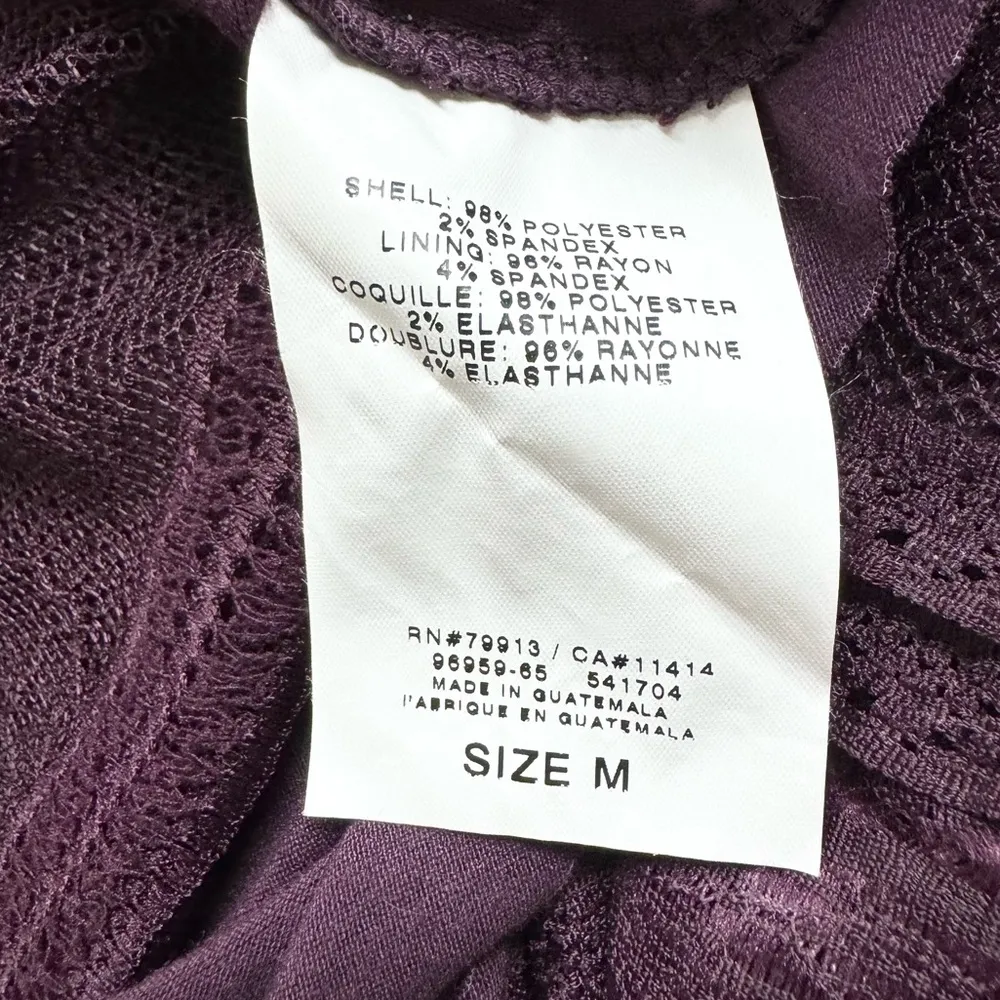 SHELL: 98% POLYESTER
2% SPANDEX
LINING: 96% RAYON
4% SPANDEX
COQUILLE: 98% POLYESTER
2% ELASTHANNE
DOUBLURE: 96% RAYONNE
4% ELASTHANNE
RN#79913 / CA#11414
96959-65 541704
MADE IN GUATEMALA
FABRIQUE EN GUATEMALA
SIZE M